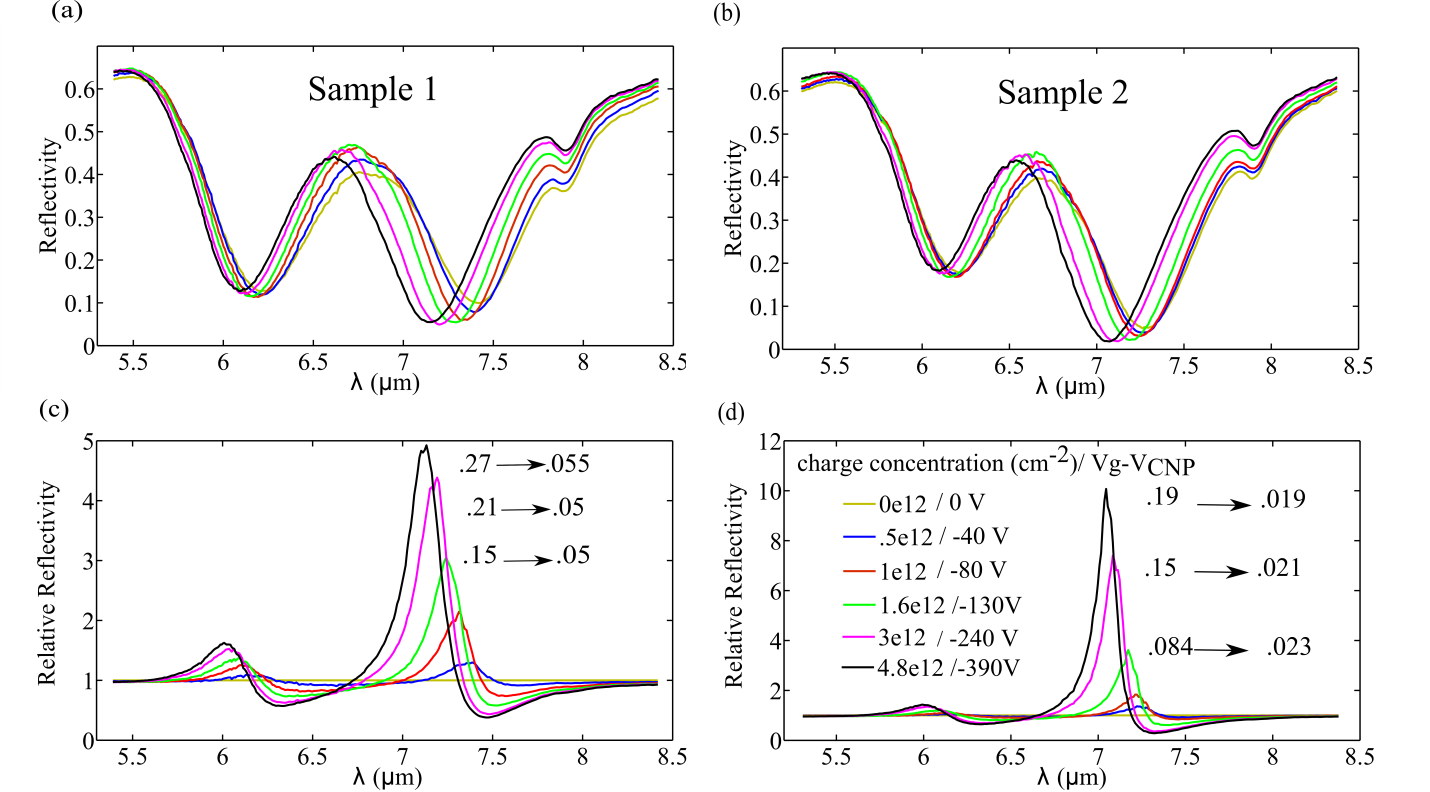 (a)
Sample 1
Reflectivity
0.6
0.5
0.4
0.3
0.2
0.1
0
5.5 6 6.5 7 7.5 8 8.5
λ (μm)
(b)
Sample 2
Reflectivity
0.6
0.5
0.4
0.3
0.2
0.1
0
5.5 6 6.5 7 7.5 8 8.5
λ (μm)
(c)
Relative Reflectivity
5
4
3
2
1
0
.27 .055
.21 .05
.15 .05
5.5 6 6.5 7 7.5 8 8.5
λ (μm)
(d)
Relative Reflectivity
12
10
8
6
4
2
0
charge concentration (cm-2)/ Vg-VCNP
0e12 / 0 V
.5e12 / -40 V
1e12 / -80 V
1.6e12 /-130V
3e12 / -240 V
4.8e12 /-390V
.19 .019
.15 .021
.084 .023
5.5 6 6.5 7 7.5 8 8.5
λ (μm)